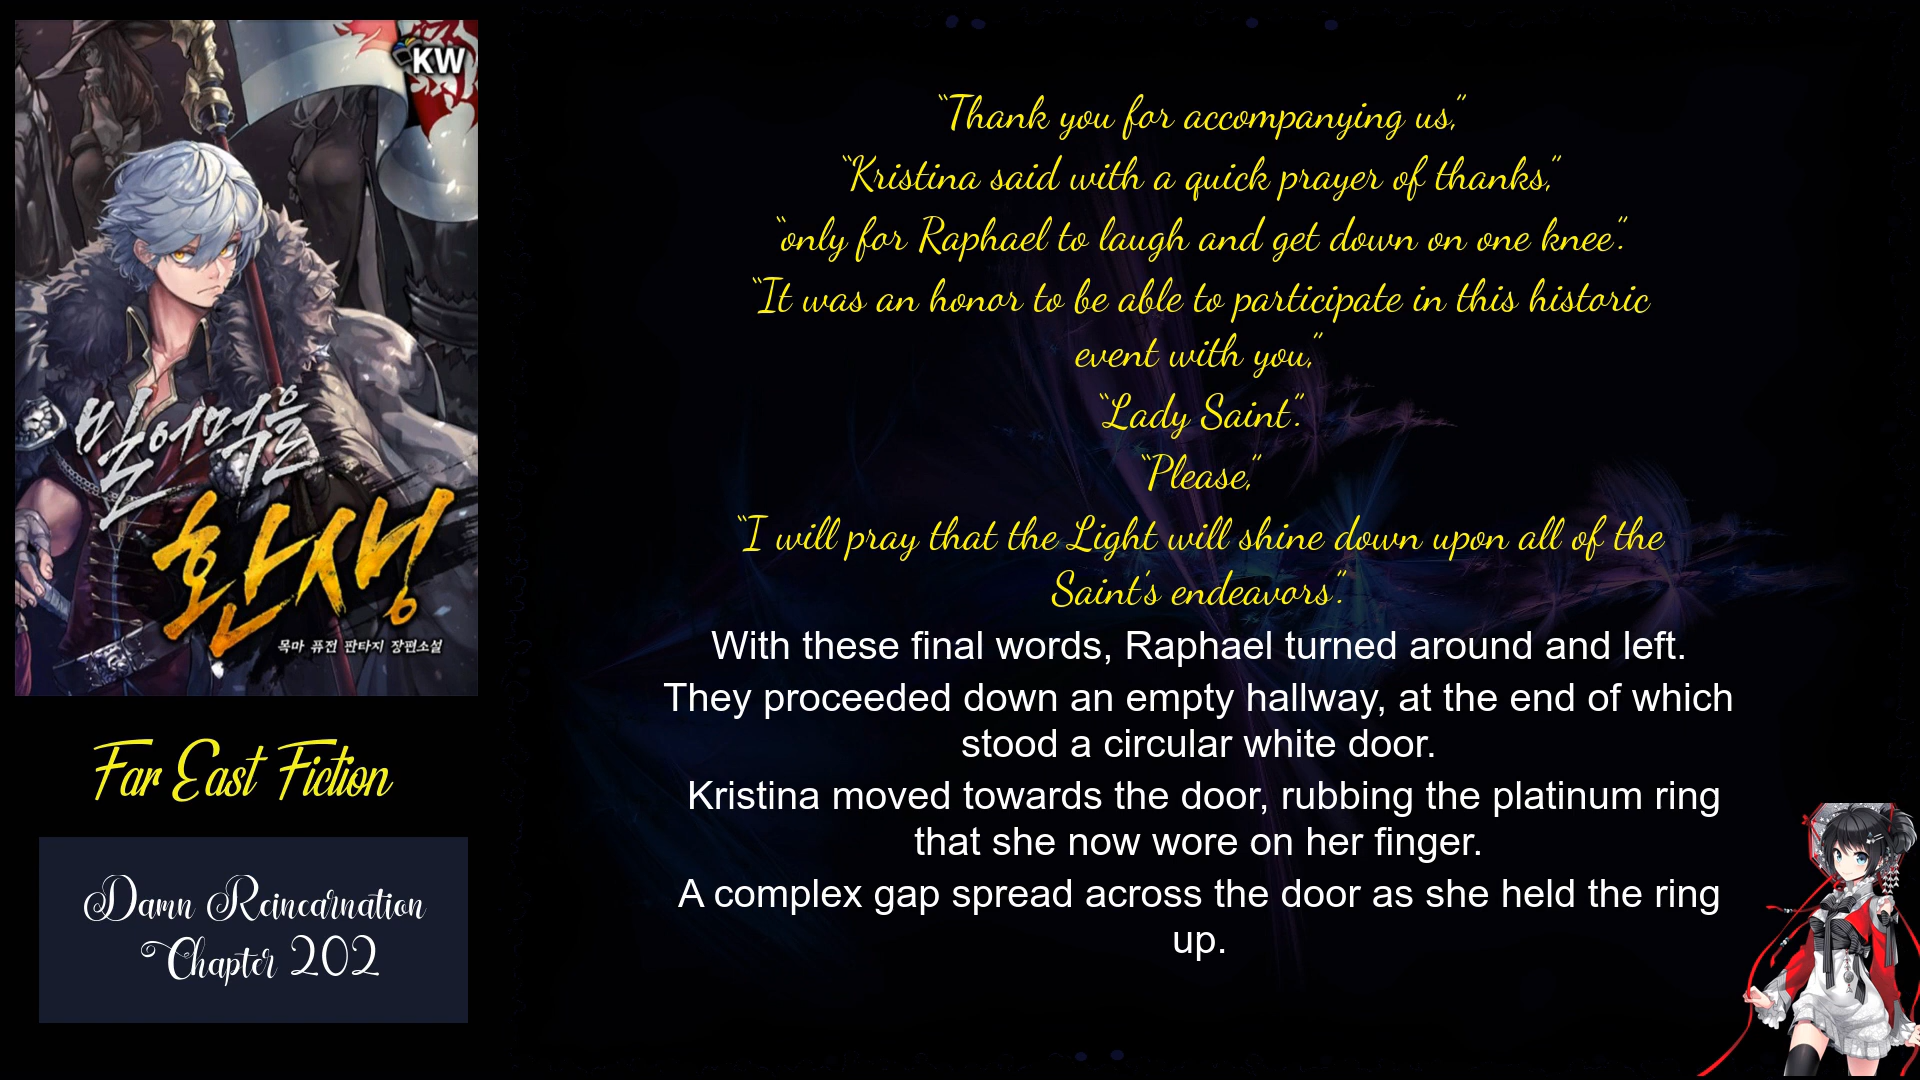 KW
빌어먹을
환생
목마 퓨전 판타지 장편소설
Far East Fiction
Damn Reincarnation
Chapter 202
“Thank you for accompanying us,”
“Kristina said with a quick prayer of thanks,”
“only for Raphael to laugh and get down on one knee.”
“It was an honor to be able to participate in this historic
event with you,”
“Lady Saint.”
“Please,”
“I will pray that the Light will shine down upon all of the
Saint’s endeavors.”
With these final words, Raphael turned around and left.
They proceeded down an empty hallway, at the end of which
stood a circular white door.
Kristina moved towards the door, rubbing the platinum ring
that she now wore on her finger.
A complex gap spread across the door as she held the ring
up.